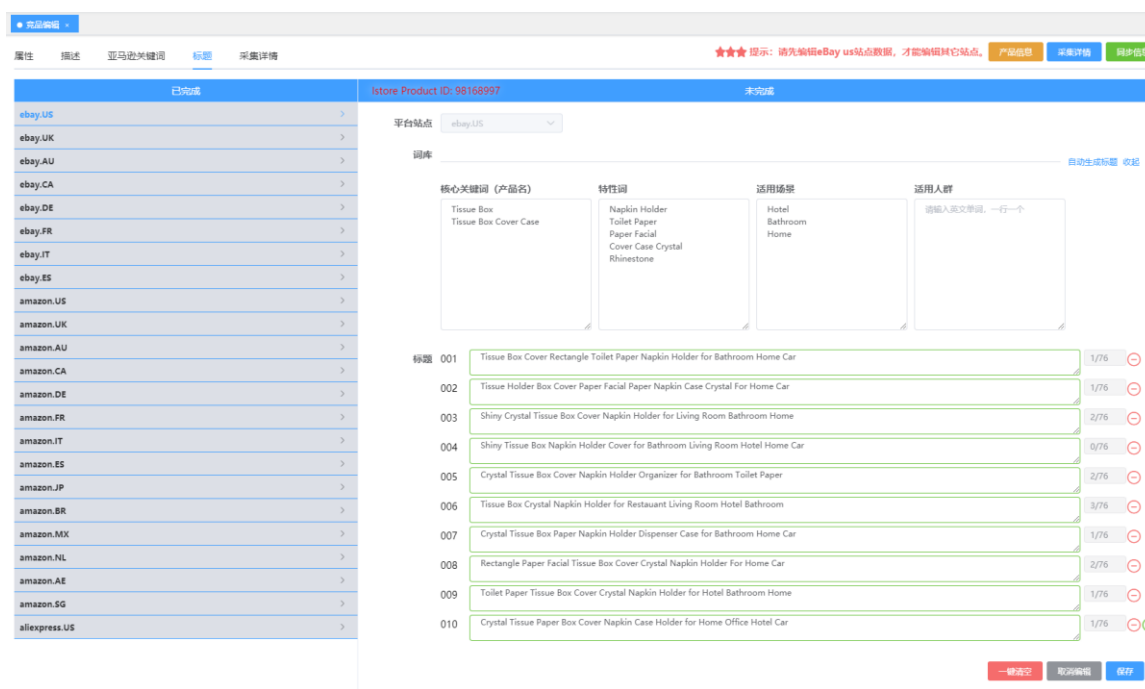 竞品编辑 ×
属性 描述 亚马逊关键词 标题 采集详情
★★★ 提示：请先编辑eBay us站点数据，才能编辑其它站点。 产品信息 采集详情 同步信息
已完成
ebay.US
ebay.UK
ebay.AU
ebay.CA
ebay.DE
ebay.FR
ebay.IT
ebay.ES
amazon.US
amazon.UK
amazon.AU
amazon.CA
amazon.DE
amazon.FR
amazon.IT
amazon.ES
amazon.JP
amazon.BR
amazon.MX
amazon.NL
amazon.AE
amazon.SG
aliexpress.US
Istore Product ID: 98168997 未完成
平台站点 ebay.US
词库
自动生成标题 收起
核心关键词（产品名） 特性词 适用场景 适用人群
Tissue Box
Tissue Box Cover Case
Napkin Holder
Toilet Paper
Paper Facial
Cover Case Crystal
Rhinestone
Hotel
Bathroom
Home
请输入英文单词，一行一个
标题 001 Tissue Box Cover Rectangle Toilet Paper Napkin Holder for Bathroom Home Car 1/76
002 Tissue Holder Box Cover Paper Facial Paper Napkin Case Crystal For Home Car 1/76
003 Shiny Crystal Tissue Box Cover Napkin Holder for Living Room Bathroom Home 2/76
004 Shiny Tissue Box Napkin Holder Cover for Bathroom Living Room Hotel Home Car 0/76
005 Crystal Tissue Box Cover Napkin Holder Organizer for Bathroom Toilet Paper 2/76
006 Tissue Box Crystal Napkin Holder for Restauant Living Room Hotel Bathroom 3/76
007 Crystal Tissue Box Paper Napkin Holder Dispenser Case for Bathroom Home Car 1/76
008 Rectangle Paper Facial Tissue Box Cover Crystal Napkin Holder For Home Car 2/76
009 Toilet Paper Tissue Box Cover Crystal Napkin Holder for Hotel Bathroom Home 1/76
010 Crystal Tissue Paper Box Cover Napkin Case Holder for Home Office Hotel Car 1/76
一键清空 取消编辑 保存